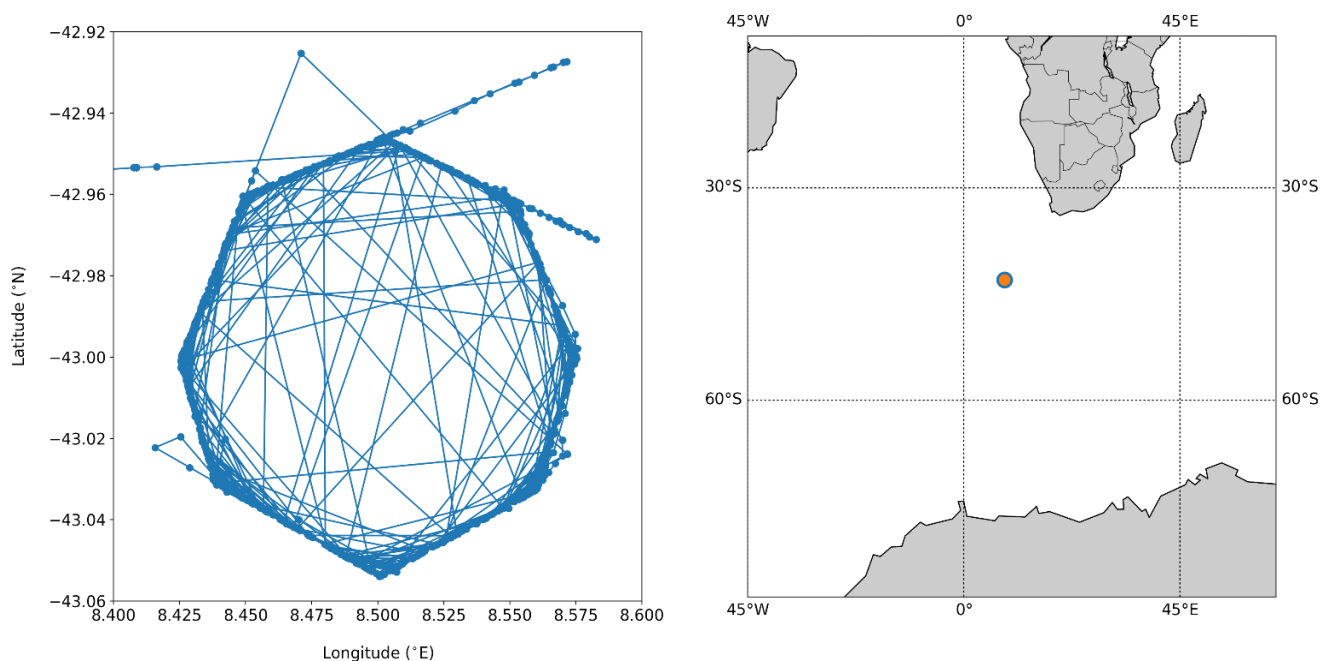 −42.92
−42.94
−42.96
−42.98
−43.00
−43.02
−43.04
−43.06
Latitude (°N)
8.400 8.425 8.450 8.475 8.500 8.525 8.550 8.575 8.600
Longitude (°E)
45°W 0° 45°E
30°S 30°S
60°S 60°S
45°W 0° 45°E